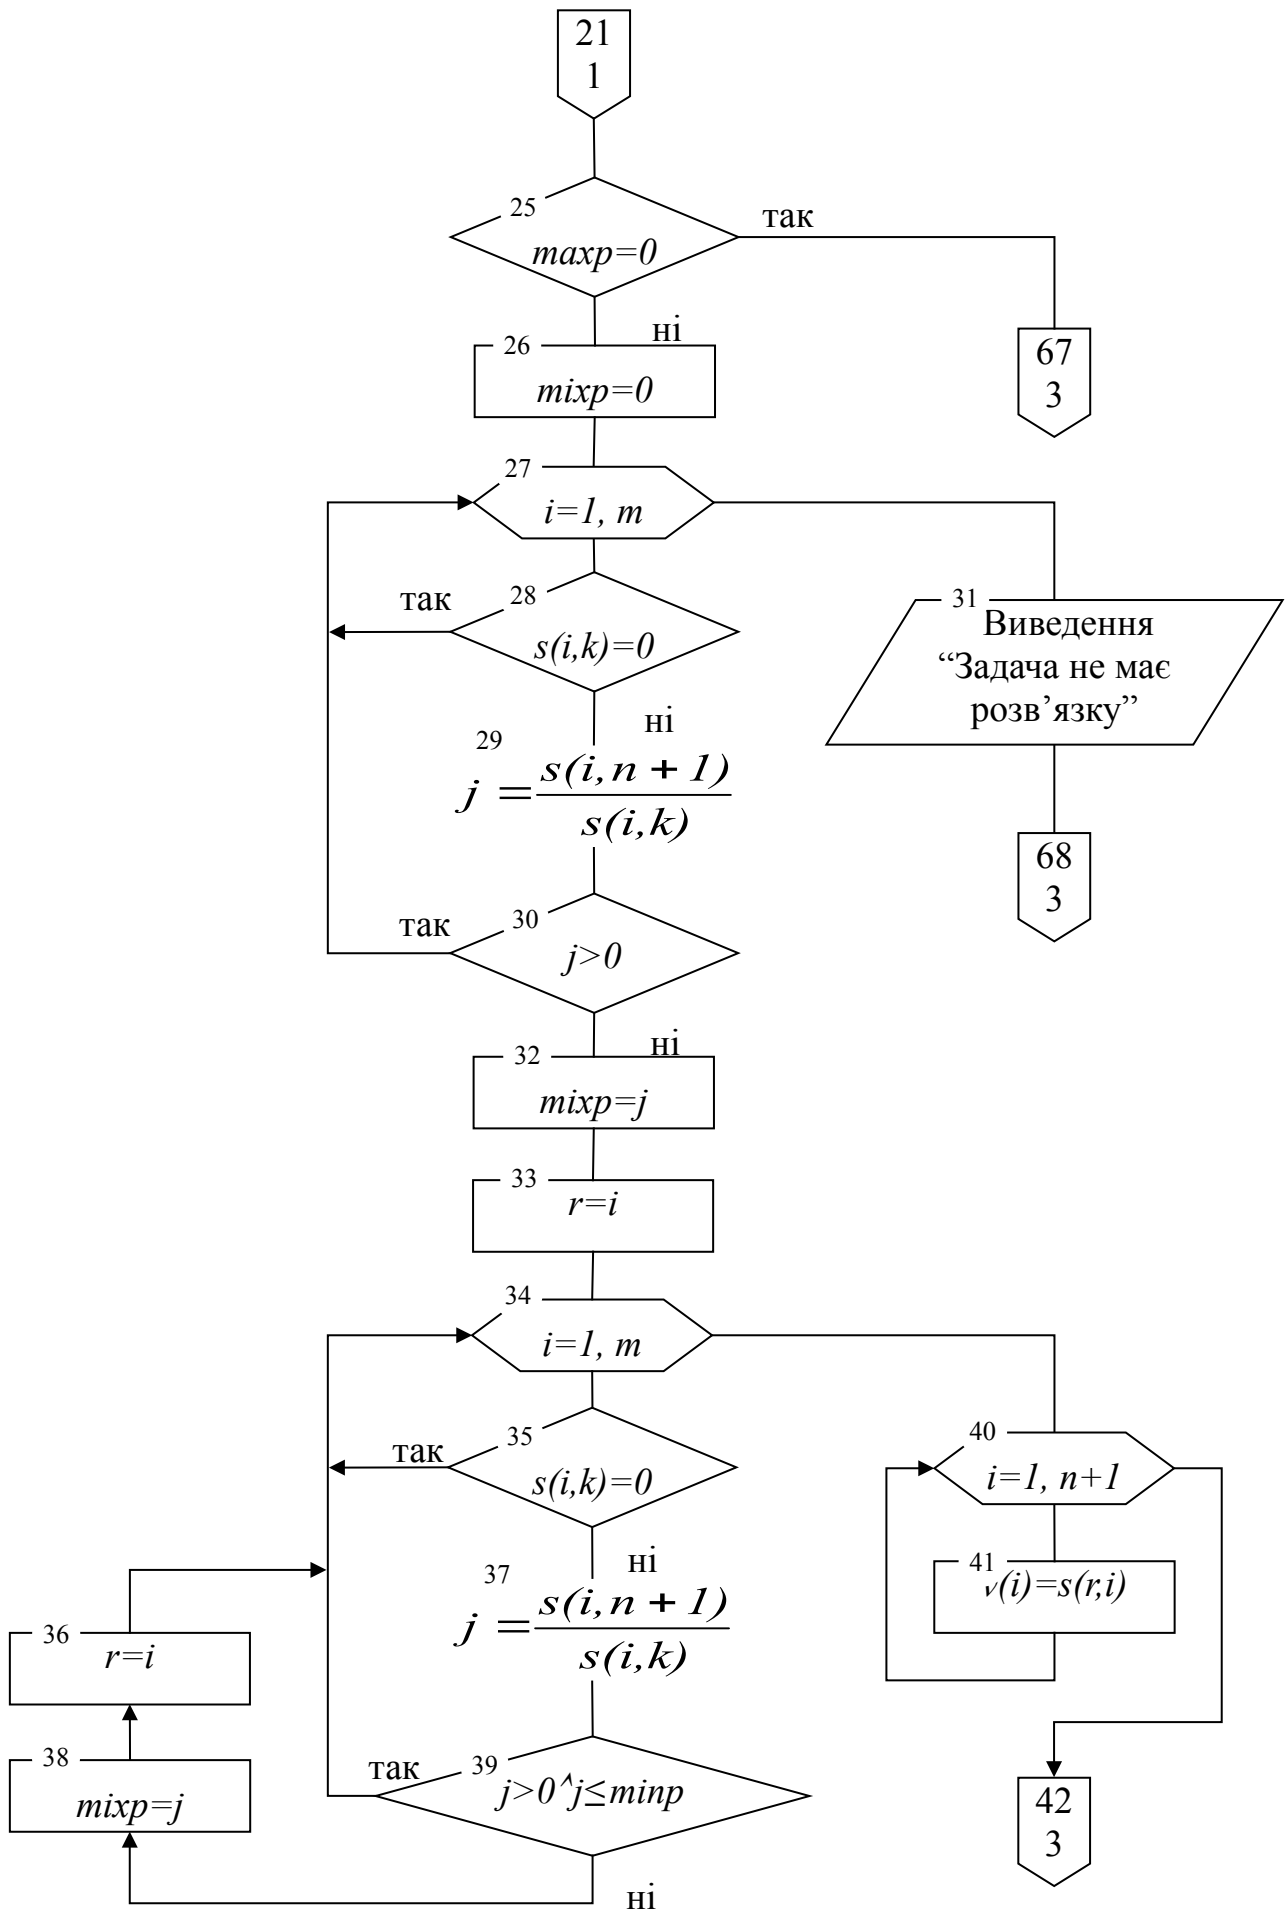 21
1
25
так
maxp=0
ні
26
mixp=0
67
3
27
i=1, m
так
28
s(i,k)=0
31
Виведення
“Задача не має
розв’язку”
ні
29
j = s(i, n + 1)
s(i,k)
68
3
так
30
j>0
ні
32
mixp=j
33
r=i
34
i=1, m
так
35
s(i,k)=0
40
i=1, n+1
ні
37
j = s(i, n + 1)
s(i,k)
41
v(i)=s(r,i)
36
r=i
38
mixp=j
так
39
j>0^j≤minp
ні
42
3